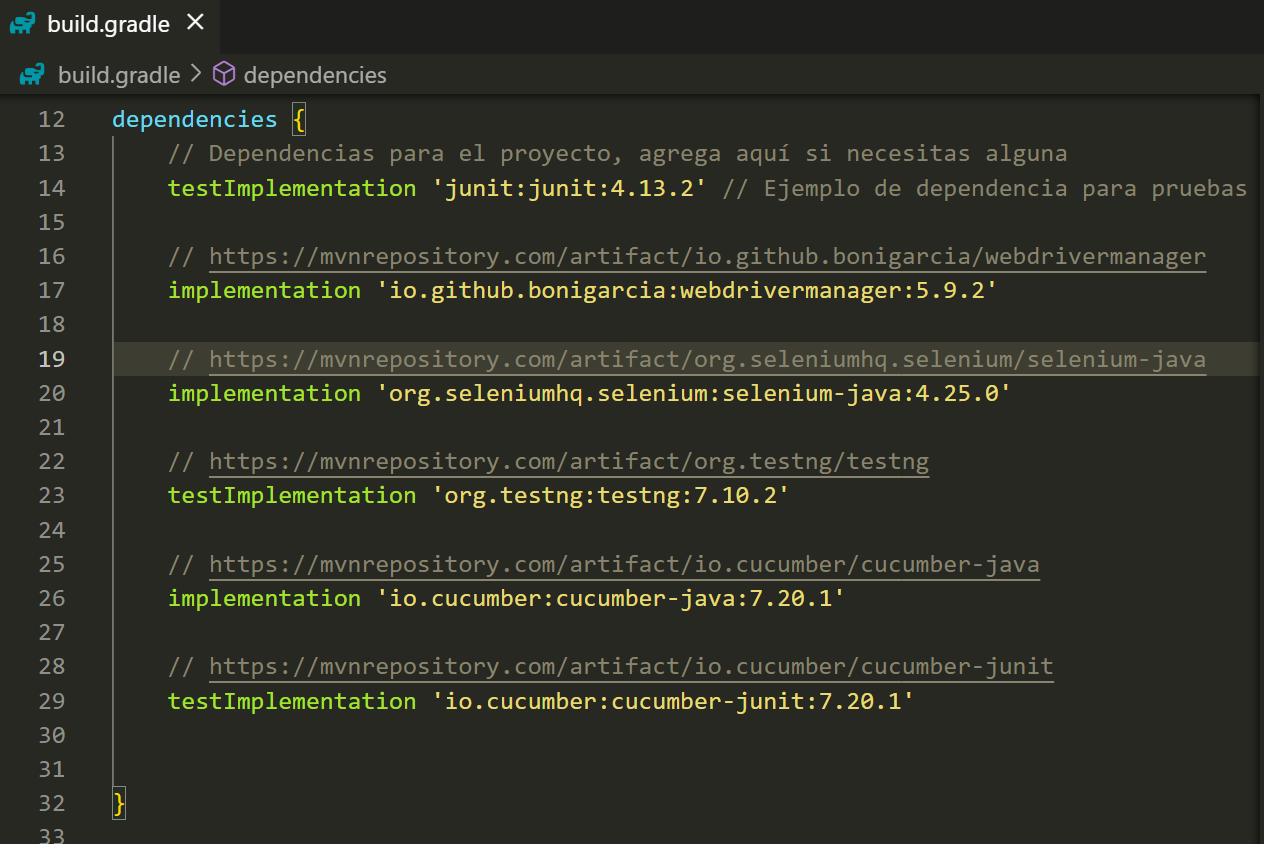 build.gradle ×
build.gradle > dependencies
12 dependencies {
13 // Dependencias para el proyecto, agrega aquí si necesitas alguna
14 testImplementation 'junit:junit:4.13.2' // Ejemplo de dependencia para pruebas
15
16 // https://mvnrepository.com/artifact/io.github.bonigarcia/webdrivermanager
17 implementation 'io.github.bonigarcia:webdrivermanager:5.9.2'
18
19 // https://mvnrepository.com/artifact/org.seleniumhq.selenium/selenium-java
20 implementation 'org.seleniumhq.selenium:selenium-java:4.25.0'
21
22 // https://mvnrepository.com/artifact/org.testng/testng
23 testImplementation 'org.testng:testng:7.10.2'
24
25 // https://mvnrepository.com/artifact/io.cucumber/cucumber-java
26 implementation 'io.cucumber:cucumber-java:7.20.1'
27
28 // https://mvnrepository.com/artifact/io.cucumber/cucumber-junit
29 testImplementation 'io.cucumber:cucumber-junit:7.20.1'
30
31
32 }
33